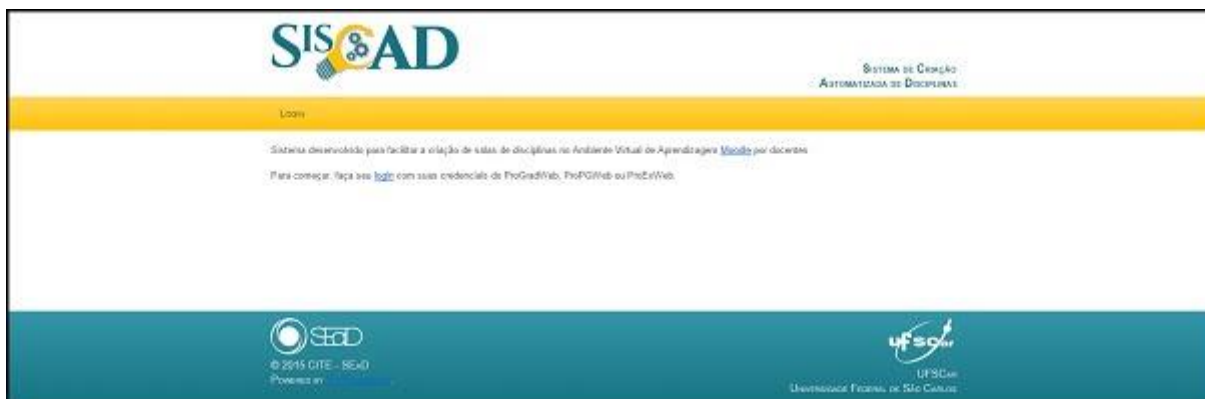 SISCAD
SISTEMA DE CRIAÇÃO
AUTOMATIZADA DE DISCIPLINAS
LOGIN
Sistema desenvolvido para facilitar a criação de salas de disciplinas no Ambiente Virtual de Aprendizagem Moodle por docentes
Para começar, faça seu login com suas credenciais do ProGradWeb, ProPGWeb ou ProExWeb.
SEaD
© 2015 CITE - SEAD
POWERED BY
ufscar
UFSCAR
UNIVERSIDADE FEDERAL DE SÃO CARLOS